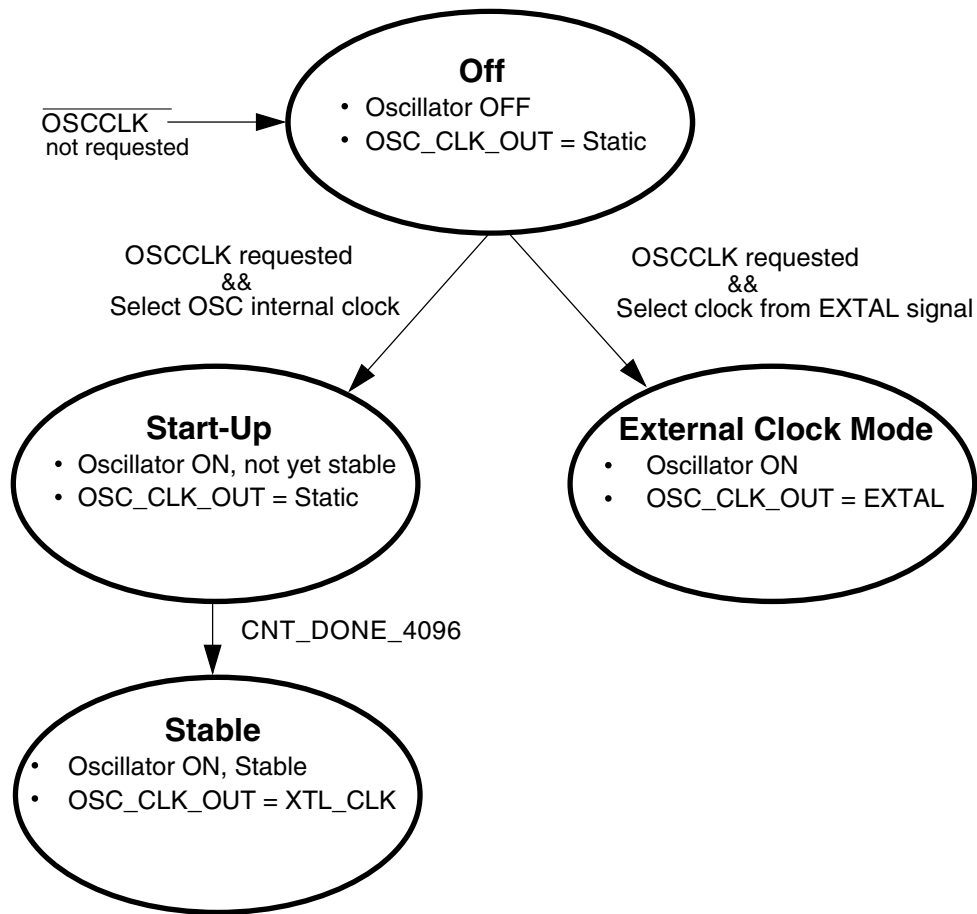 Off
• Oscillator OFF
• OSC_CLK_OUT = Static
OSCCLK
not requested
OSCCLK requested
&&
Select OSC internal clock
OSCCLK requested
&&
Select clock from EXTAL signal
Start-Up
• Oscillator ON, not yet stable
• OSC_CLK_OUT = Static
External Clock Mode
• Oscillator ON
• OSC_CLK_OUT = EXTAL
CNT_DONE_4096
Stable
• Oscillator ON, Stable
• OSC_CLK_OUT = XTL_CLK